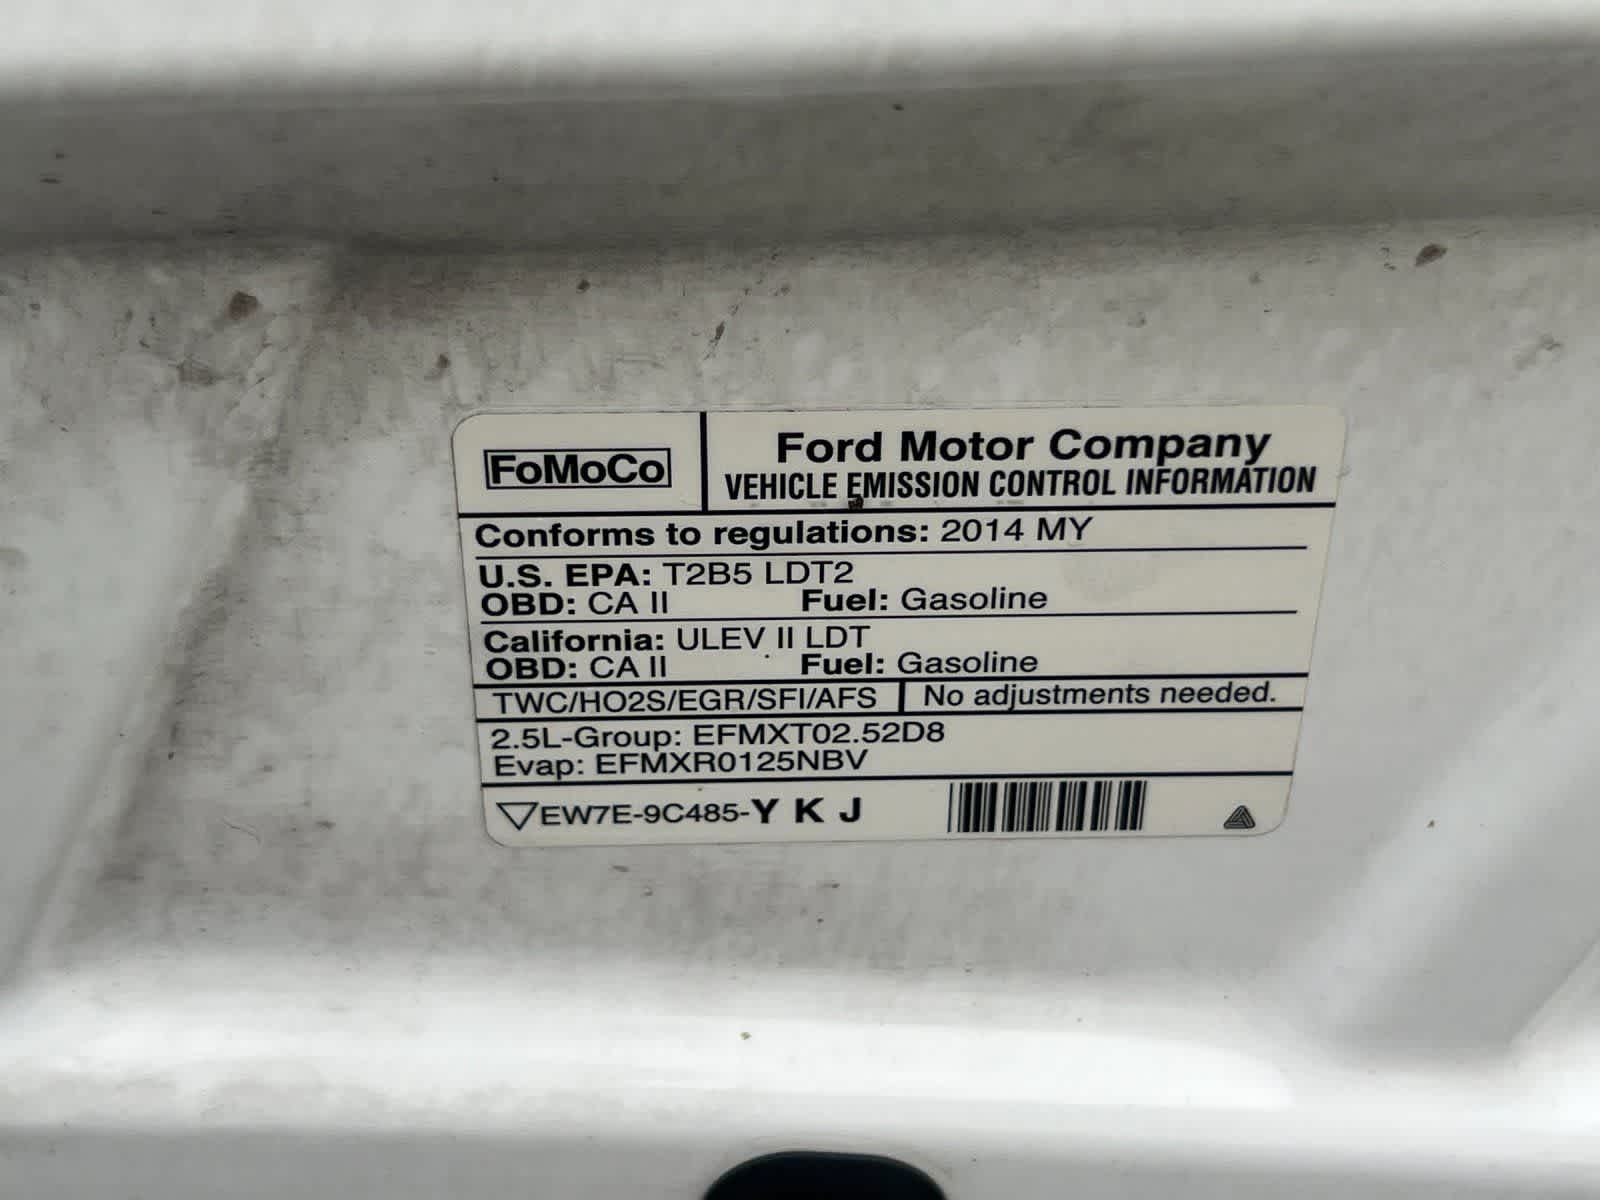 FoMoCo
Ford Motor Company
VEHICLE EMISSION CONTROL INFORMATION
Conforms to regulations: 2014 MY
U.S. EPA: T2B5 LDT2
OBD: CA II Fuel: Gasoline
California: ULEV II LDT
OBD: CA II Fuel: Gasoline
TWC/HO2S/EGR/SFI/AFS No adjustments needed.
2.5L-Group: EFMXT02.52D8
Evap: EFMXR0125NBV
EW7E-9C485-Y K J